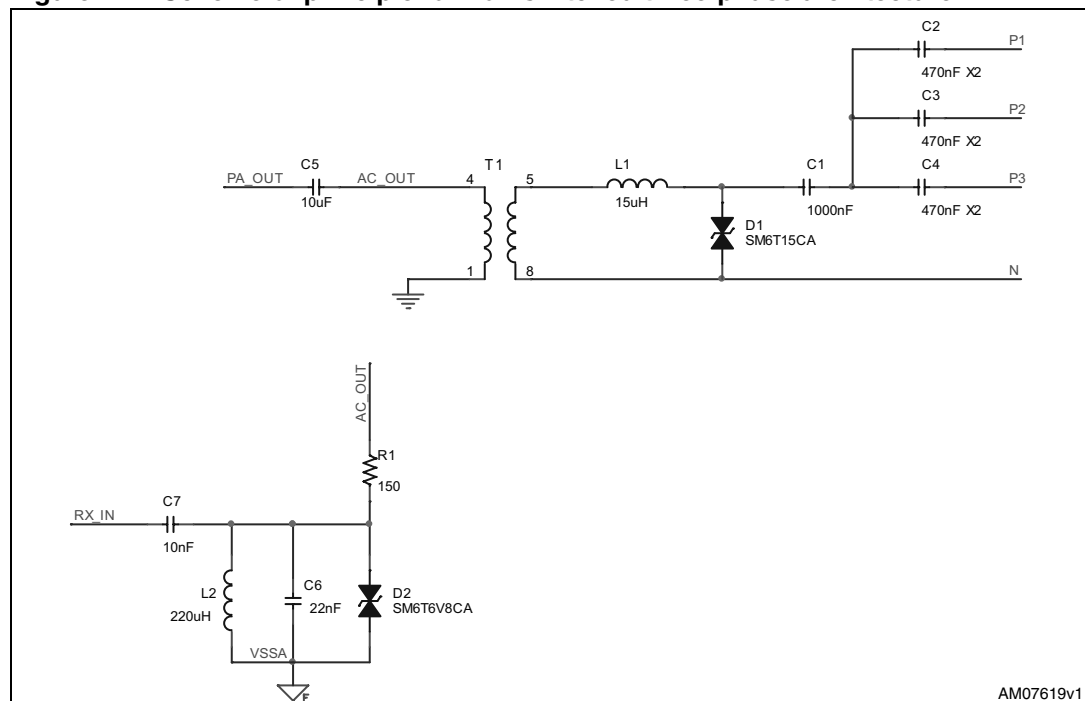 C2
P1
470nF X2
C3
P2
470nF X2
C5
T1
L1
C1
C4
P3
PA_OUT
AC_OUT
4
5
10uF
15uH
1000nF
470nF X2
D1
SM6T15CA
1
8
N
AC_OUT
R1
150
C7
RX_IN
10nF
L2
220uH
C6
22nF
D2
SM6T6V8CA
VSSA
F
AM07619v1